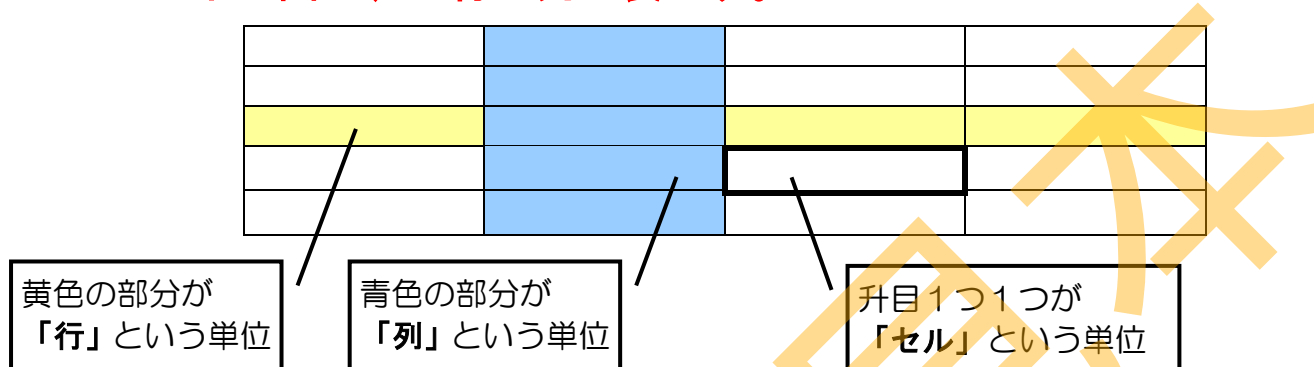 黄色の部分が
「行」という単位
青色の部分が
「列」という単位
升目１つ１つが
「セル」という単位